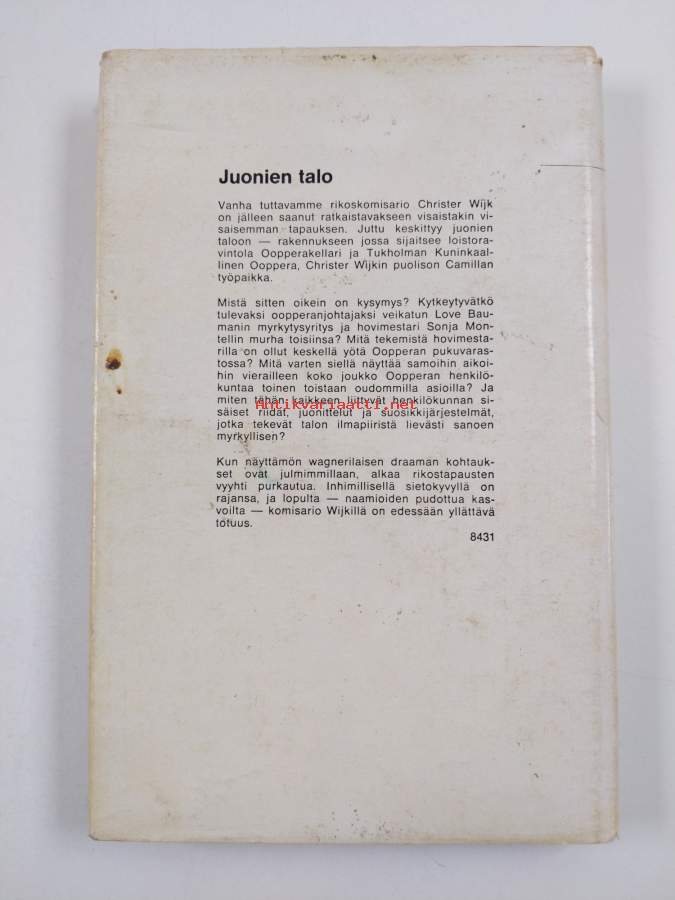 Juonien talo
Vanha tuttavamme rikoskomisario Christer Wijk
on jälleen saanut ratkaistavakseen visaistakin vi-
saisemman tapauksen. Juttu keskittyy juonien
taloon — rakennukseen jossa sijaitsee loistora-
vintola Oopperakellari ja Tukholman Kuninkaal-
linen Ooppera, Christer Wijkin puolison Camillan
työpaikka.
Mistä sitten oikein on kysymys? Kytkeytyvätkö
tulevaksi oopperanjohtajaksi veikatun Love Bau-
manin myrkytysyritys ja hovimestari Sonja Mon-
tellin murha toisiinsa? Mitä tekemistä hovimesta-
rilla on ollut keskellä yötä Oopperan pukuvaras-
tossa? Mitä varten siellä näyttää samoihin aikoi-
hin vierailleen koko joukko Oopperan henkilö-
kuntaa toinen toistaan oudommilla asioilla? Ja
Antikvariaatti.net
miten tähän kaikkeen liittyvät henkilökunnan si-
säiset riidat, juonittelut ja suosikkijärjestelmät,
jotka tekevät talon ilmapiiristä lievästi sanoen
myrkyllisen?
Kun näyttämön wagnerilaisen draaman kohtauk-
set ovat julmimmillaan, alkaa rikostapausten
vyyhti purkautua. Inhimillisellä sietokyvyllä on
rajansa, ja lopulta — naamioiden pudottua kas-
voilta — komisario Wijkillä on edessään yllättävä
totuus.
8431